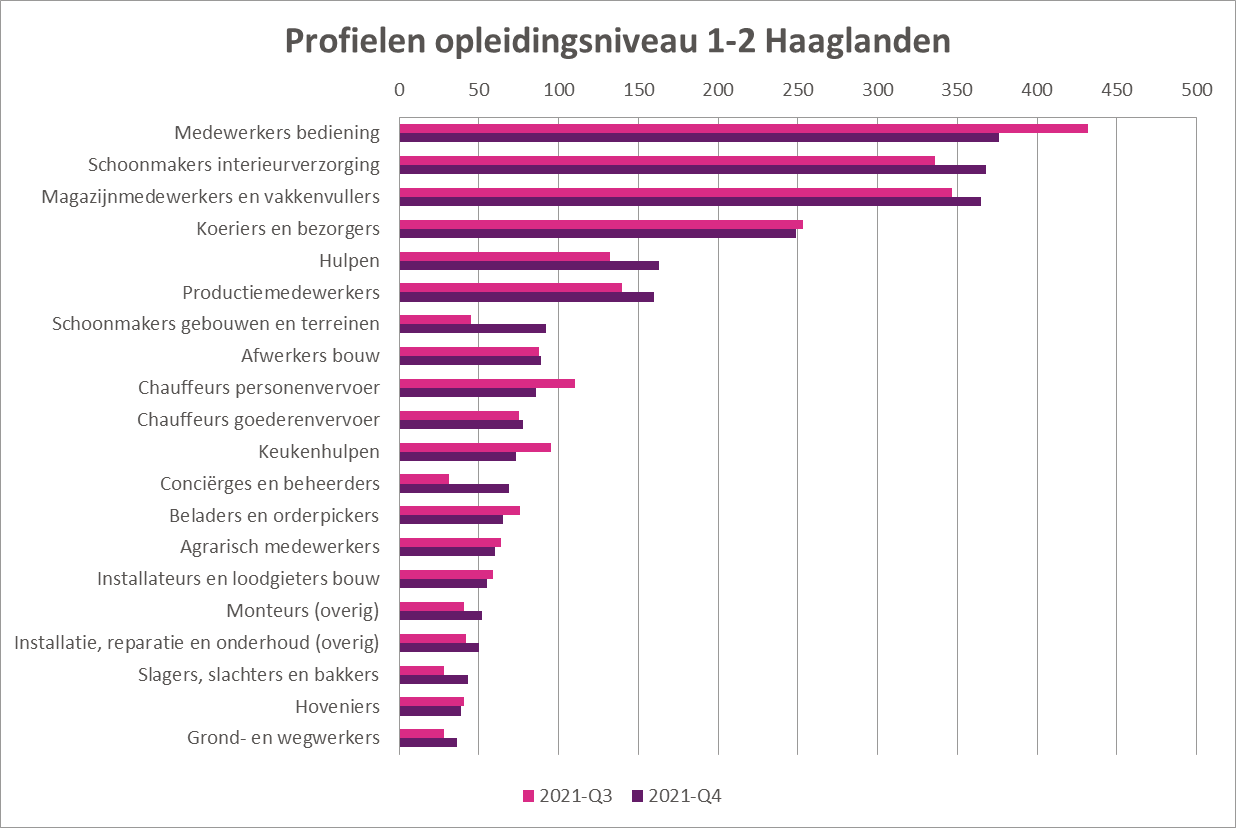 Profielen opleidingsniveau 1-2 Haaglanden
0 50 100 150 200 250 300 350 400 450 500
Medewerkers bediening
Schoonmakers interieurverzorging
Magazijnmedewerkers en vakkenvullers
Koeriers en bezorgers
Hulpen
Productiemedewerkers
Schoonmakers gebouwen en terreinen
Afwerkers bouw
Chauffeurs personenvervoer
Chauffeurs goederenvervoer
Keukenhulpen
Conciërges en beheerders
Beladers en orderpickers
Agrarisch medewerkers
Installateurs en loodgieters bouw
Monteurs (overig)
Installatie, reparatie en onderhoud (overig)
Slagers, slachters en bakkers
Hoveniers
Grond- en wegwerkers
2021-Q3 2021-Q4